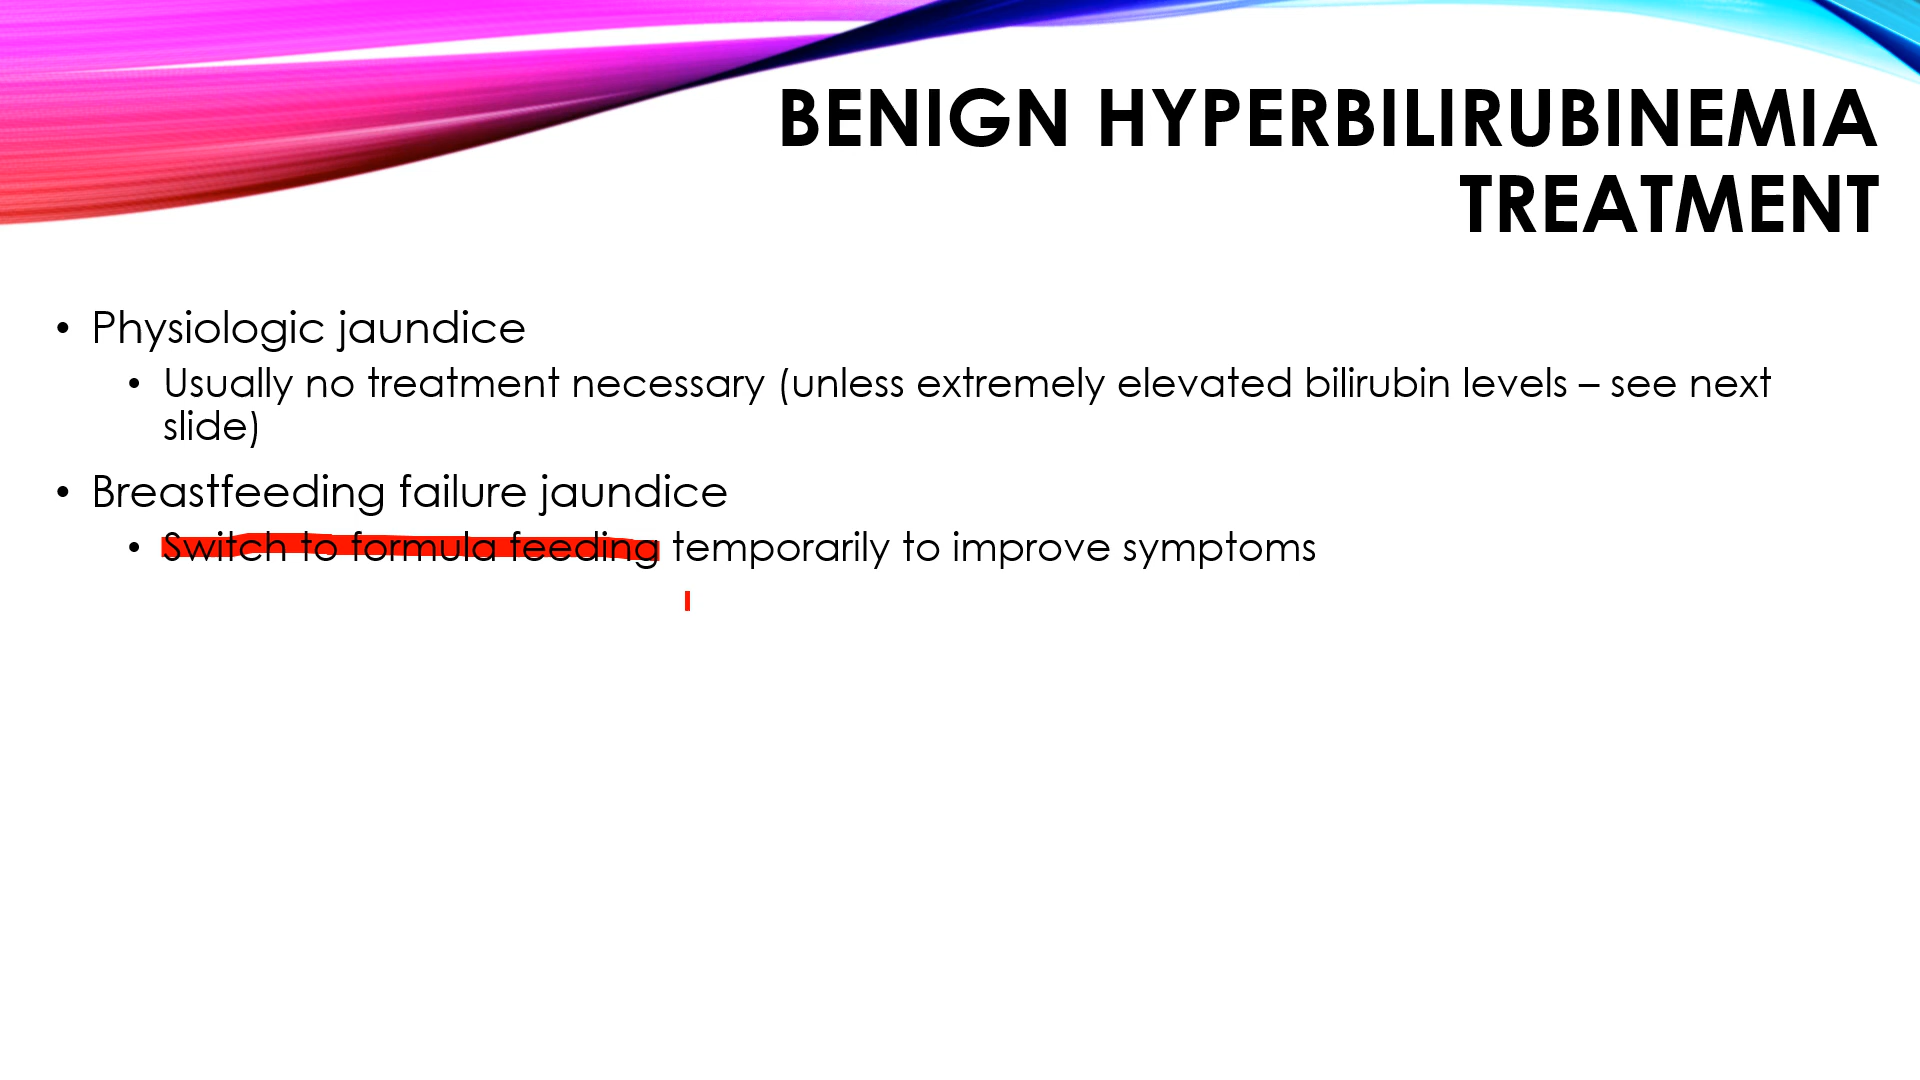 BENIGN HYPERBILIRUBINEMIA
TREATMENT
• Physiologic jaundice
• Usually no treatment necessary (unless extremely elevated bilirubin levels – see next
slide)
• Breastfeeding failure jaundice
• Switch to formula feeding temporarily to improve symptoms